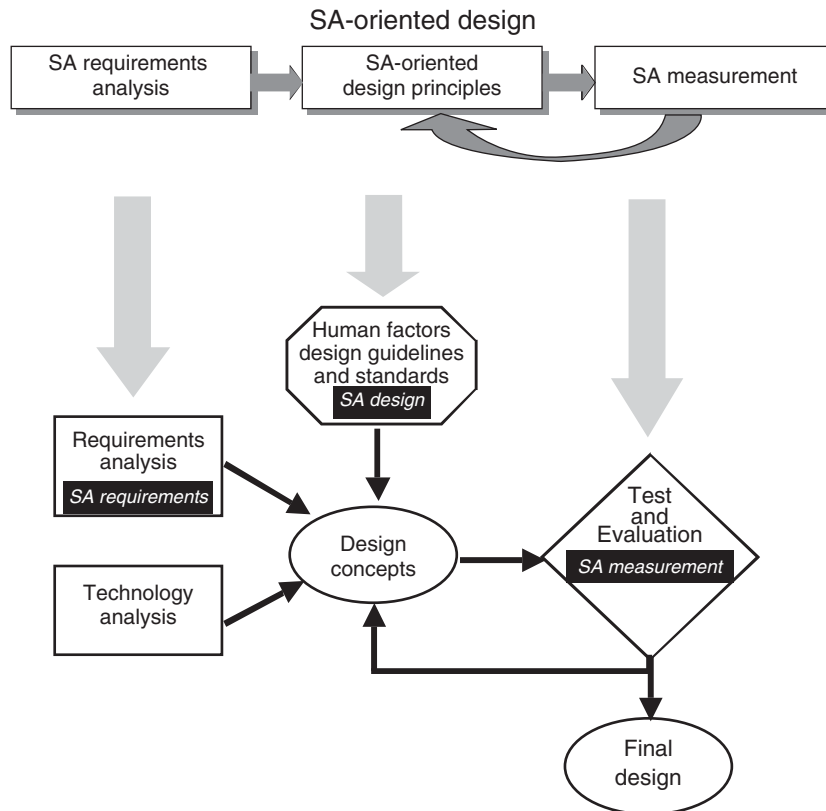 SA-oriented design
SA requirements
analysis
SA-oriented
design principles
SA measurement
Human factors
design guidelines
and standards
SA design
Requirements
analysis
SA requirements
Technology
analysis
Design
concepts
Test
and
Evaluation
SA measurement
Final
design